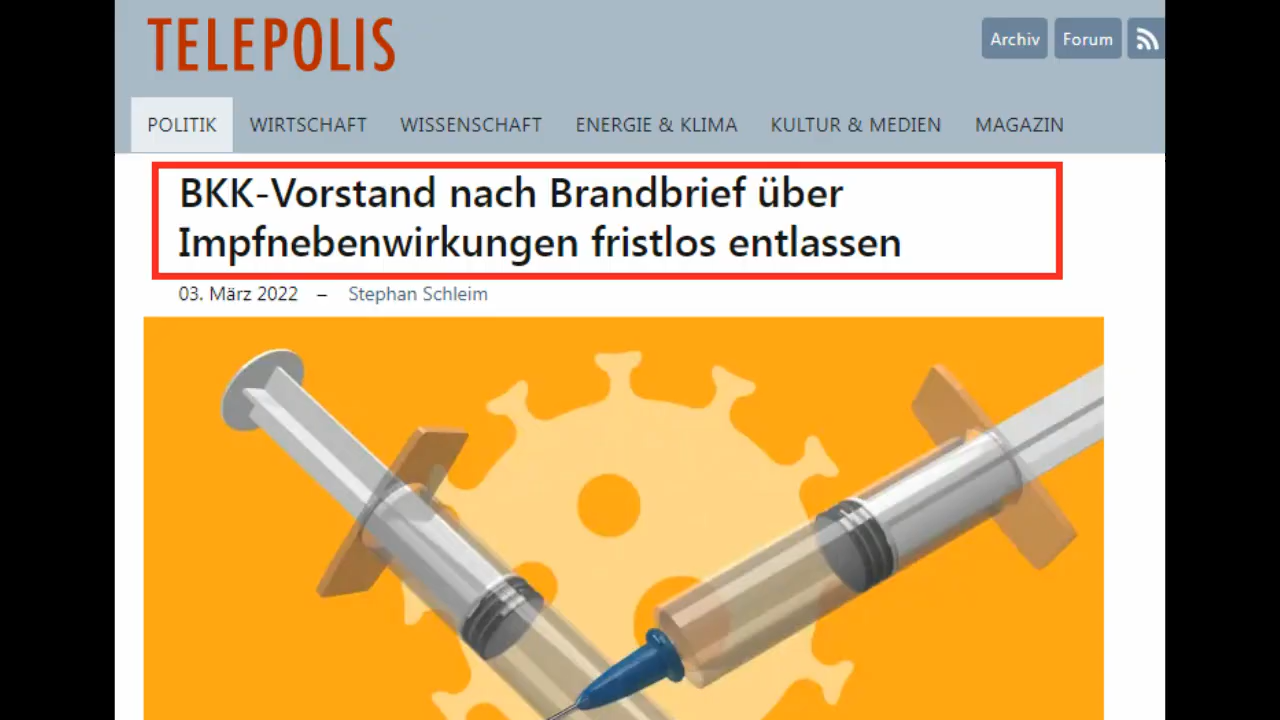 TELEPOLIS
Archiv Forum
POLITIK WIRTSCHAFT WISSENSCHAFT ENERGIE & KLIMA KULTUR & MEDIEN MAGAZIN
BKK-Vorstand nach Brandbrief über
Impfnebenwirkungen fristlos entlassen
03. März 2022 – Stephan Schleim